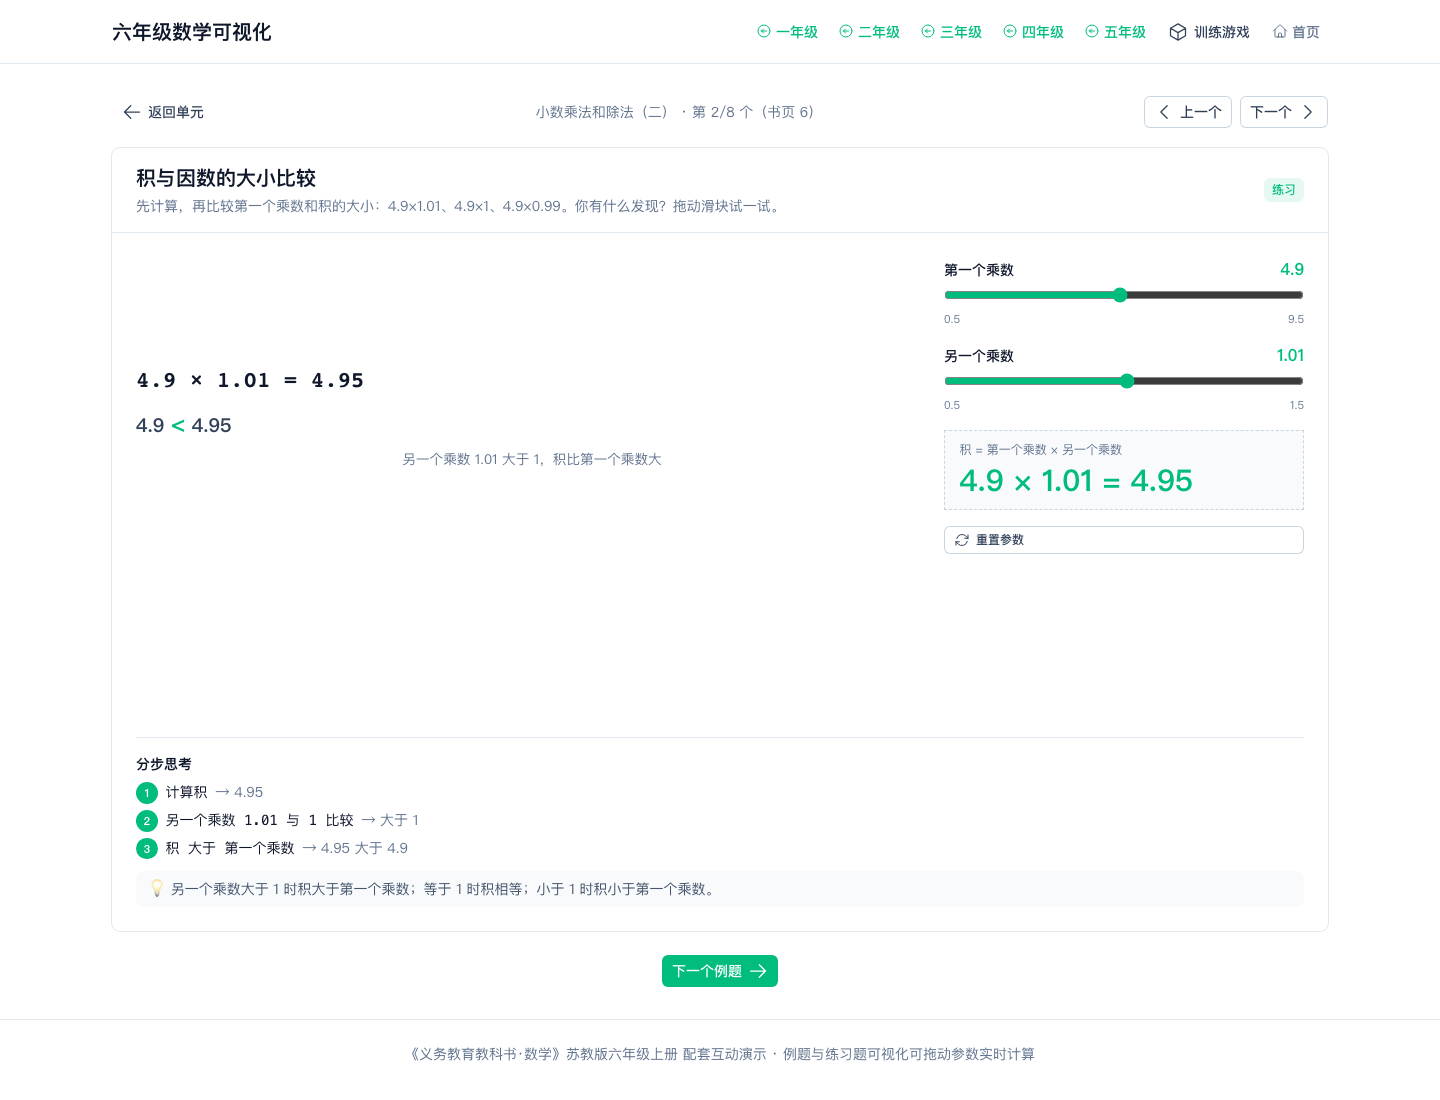 六年级数学可视化
一年级
二年级
三年级
四年级
五年级
训练游戏
首页
返回单元
小数乘法和除法（二） · 第 2/8 个（书页 6）
上一个
下一个
积与因数的大小比较
先计算，再比较第一个乘数和积的大小：4.9×1.01、4.9×1、4.9×0.99。你有什么发现？拖动滑块试一试。
练习
4.9 × 1.01 = 4.95
4.9 < 4.95
另一个乘数 1.01 大于 1，积比第一个乘数大
第一个乘数 4.9
0.5 9.5
另一个乘数 1.01
0.5 1.5
积 = 第一个乘数 × 另一个乘数
4.9 × 1.01 = 4.95
重置参数
分步思考
1 计算积 → 4.95
2 另一个乘数 1.01 与 1 比较 → 大于 1
3 积 大于 第一个乘数 → 4.95 大于 4.9
💡 另一个乘数大于 1 时积大于第一个乘数；等于 1 时积相等；小于 1 时积小于第一个乘数。
下一个例题 →
《义务教育教科书·数学》苏教版六年级上册 配套互动演示 · 例题与练习题可视化可拖动参数实时计算